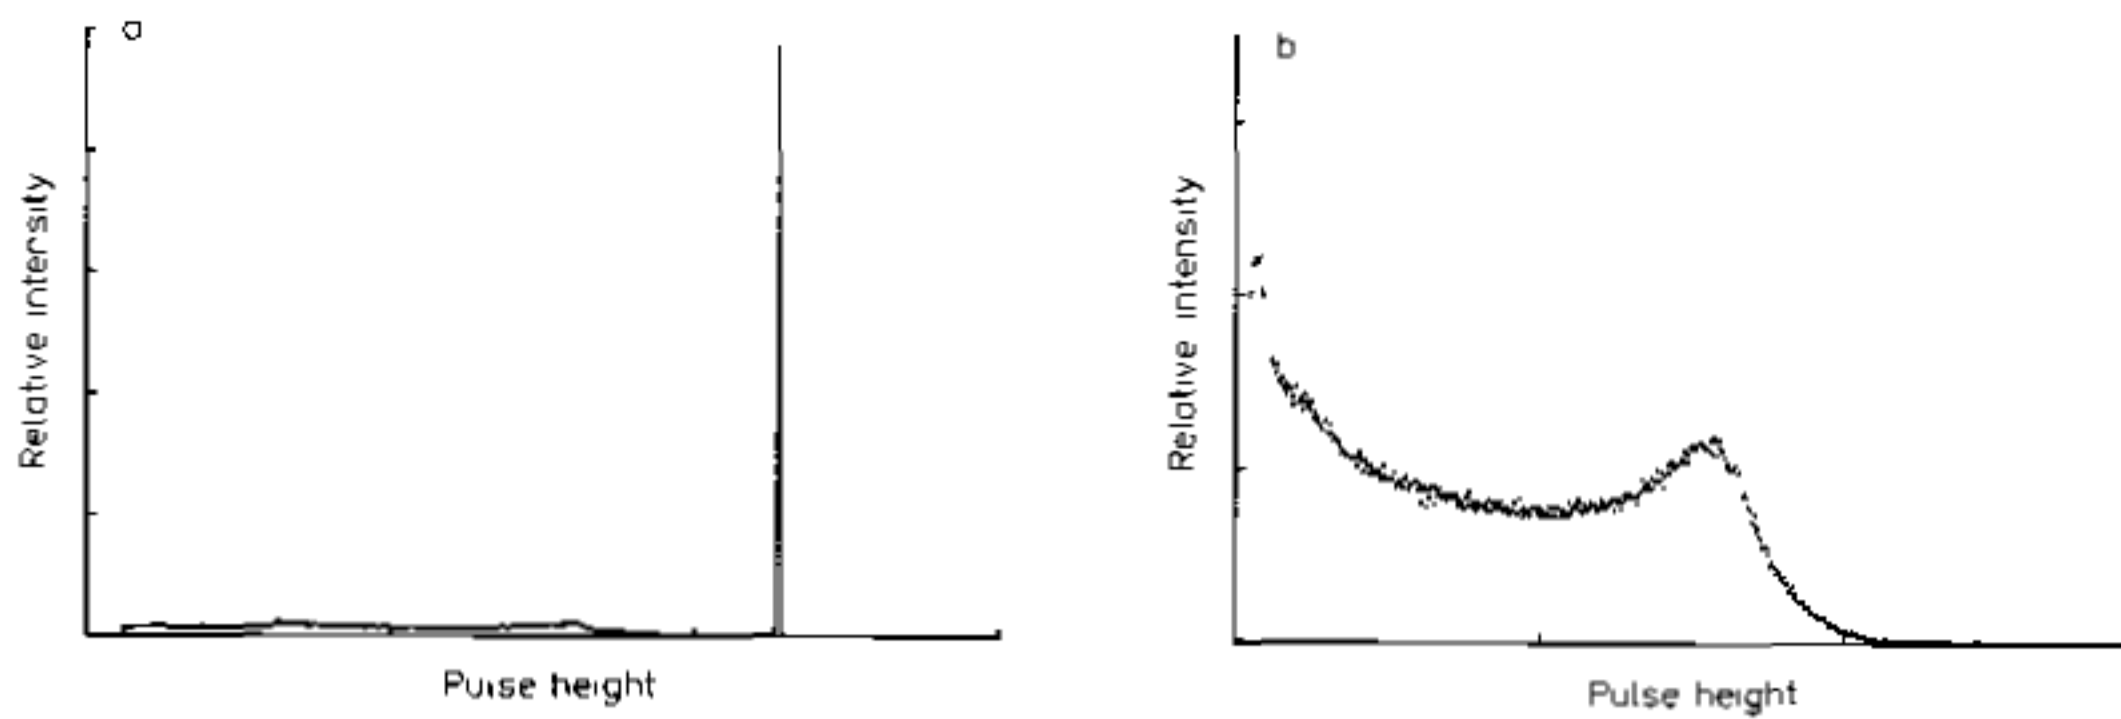 a
Relative intensity
Pulse height
b
Relative intensity
Pulse height